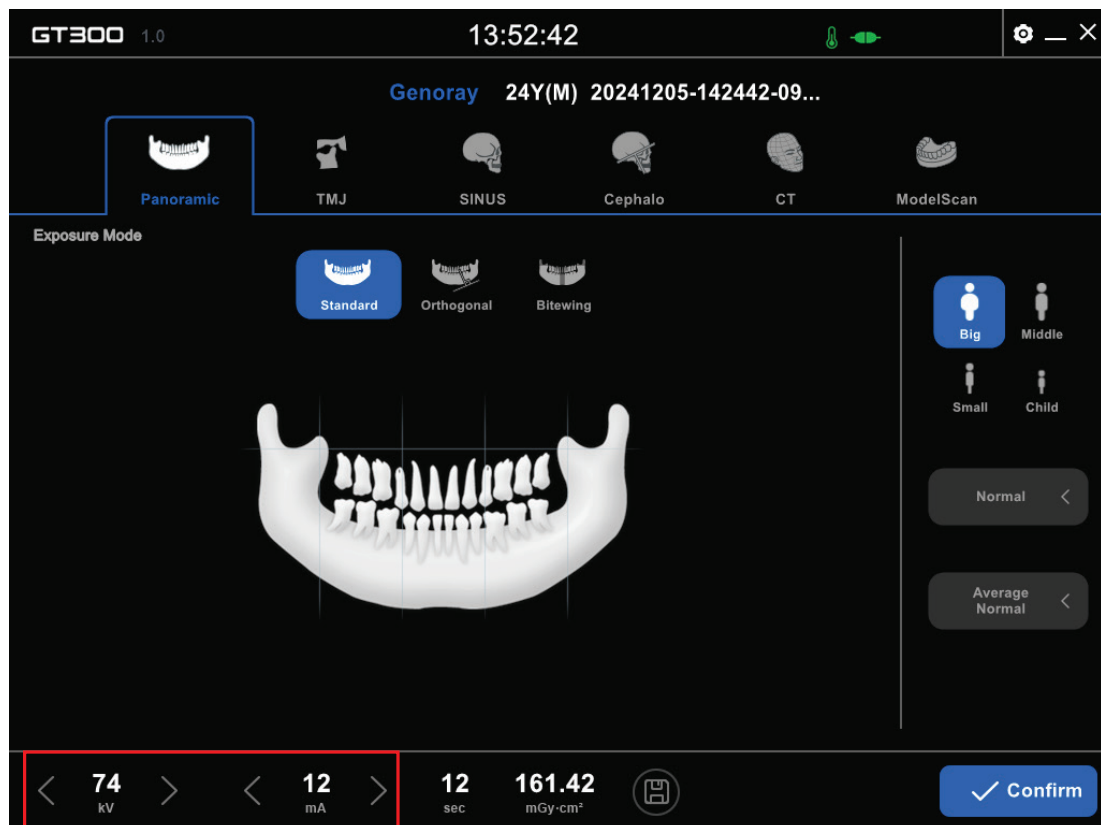 GT300 1.0
13:52:42
Genoray 24Y(M) 20241205-142442-09...
Panoramic
TMJ
SINUS
Cephalo
CT
ModelScan
Exposure Mode
Standard
Orthogonal
Bitewing
Big
Middle
Small
Child
Normal
Average
Normal
74
kV
12
mA
12
sec
161.42
mGy·cm²
Confirm